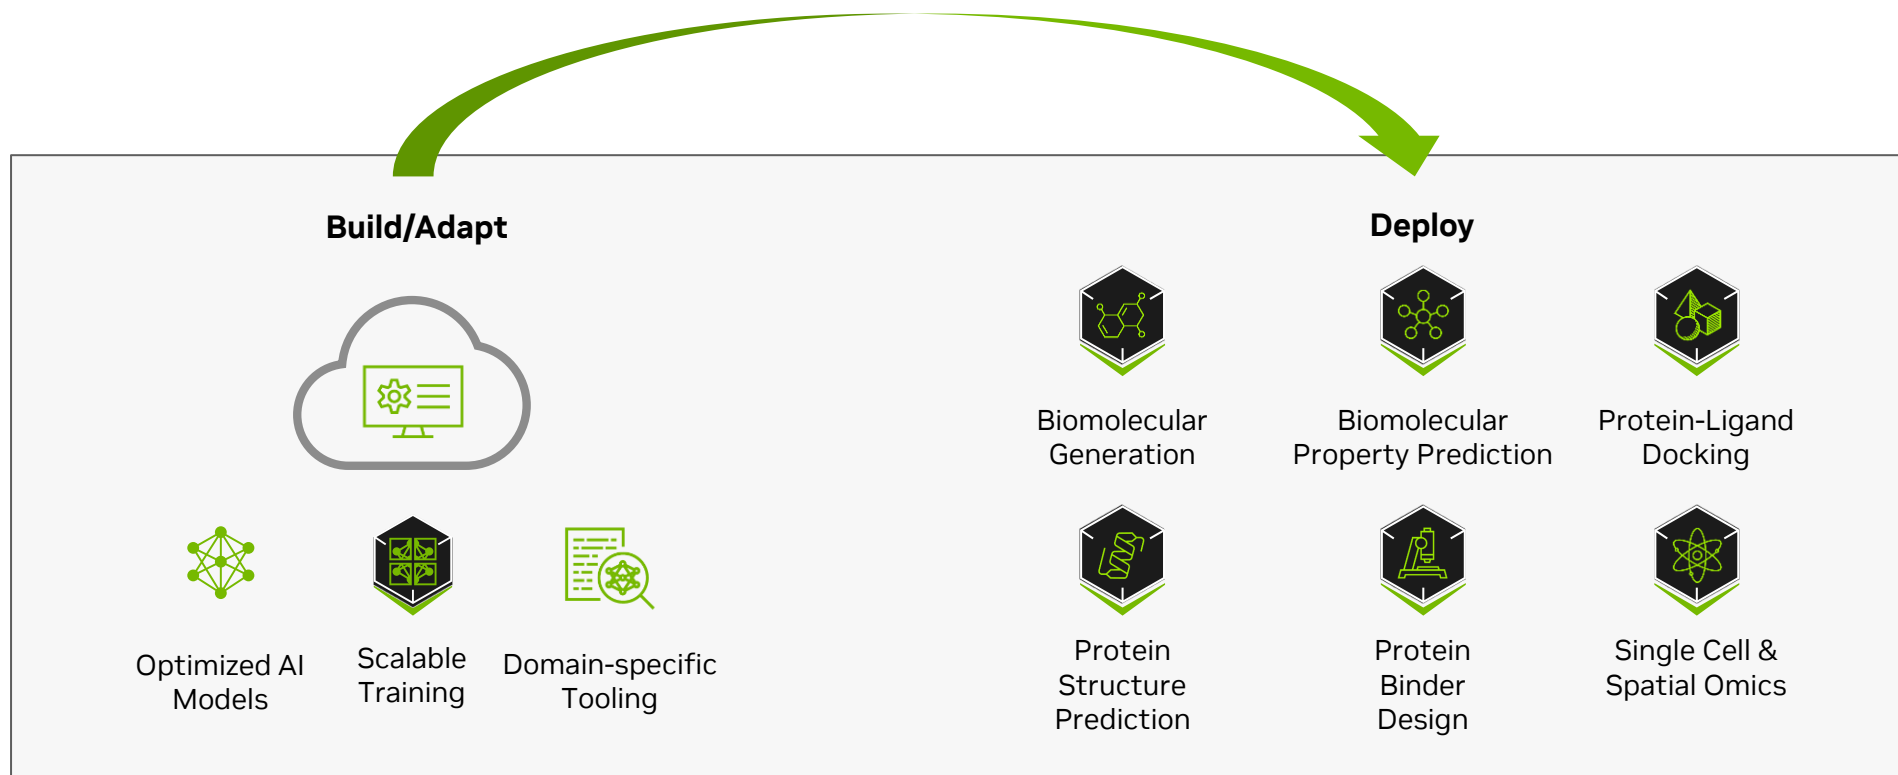 Build/Adapt
Optimized AI
Models
Scalable
Training
Domain-specific
Tooling
Deploy
Biomolecular
Generation
Biomolecular
Property Prediction
Protein-Ligand
Docking
Protein
Structure
Prediction
Protein
Binder
Design
Single Cell &
Spatial Omics